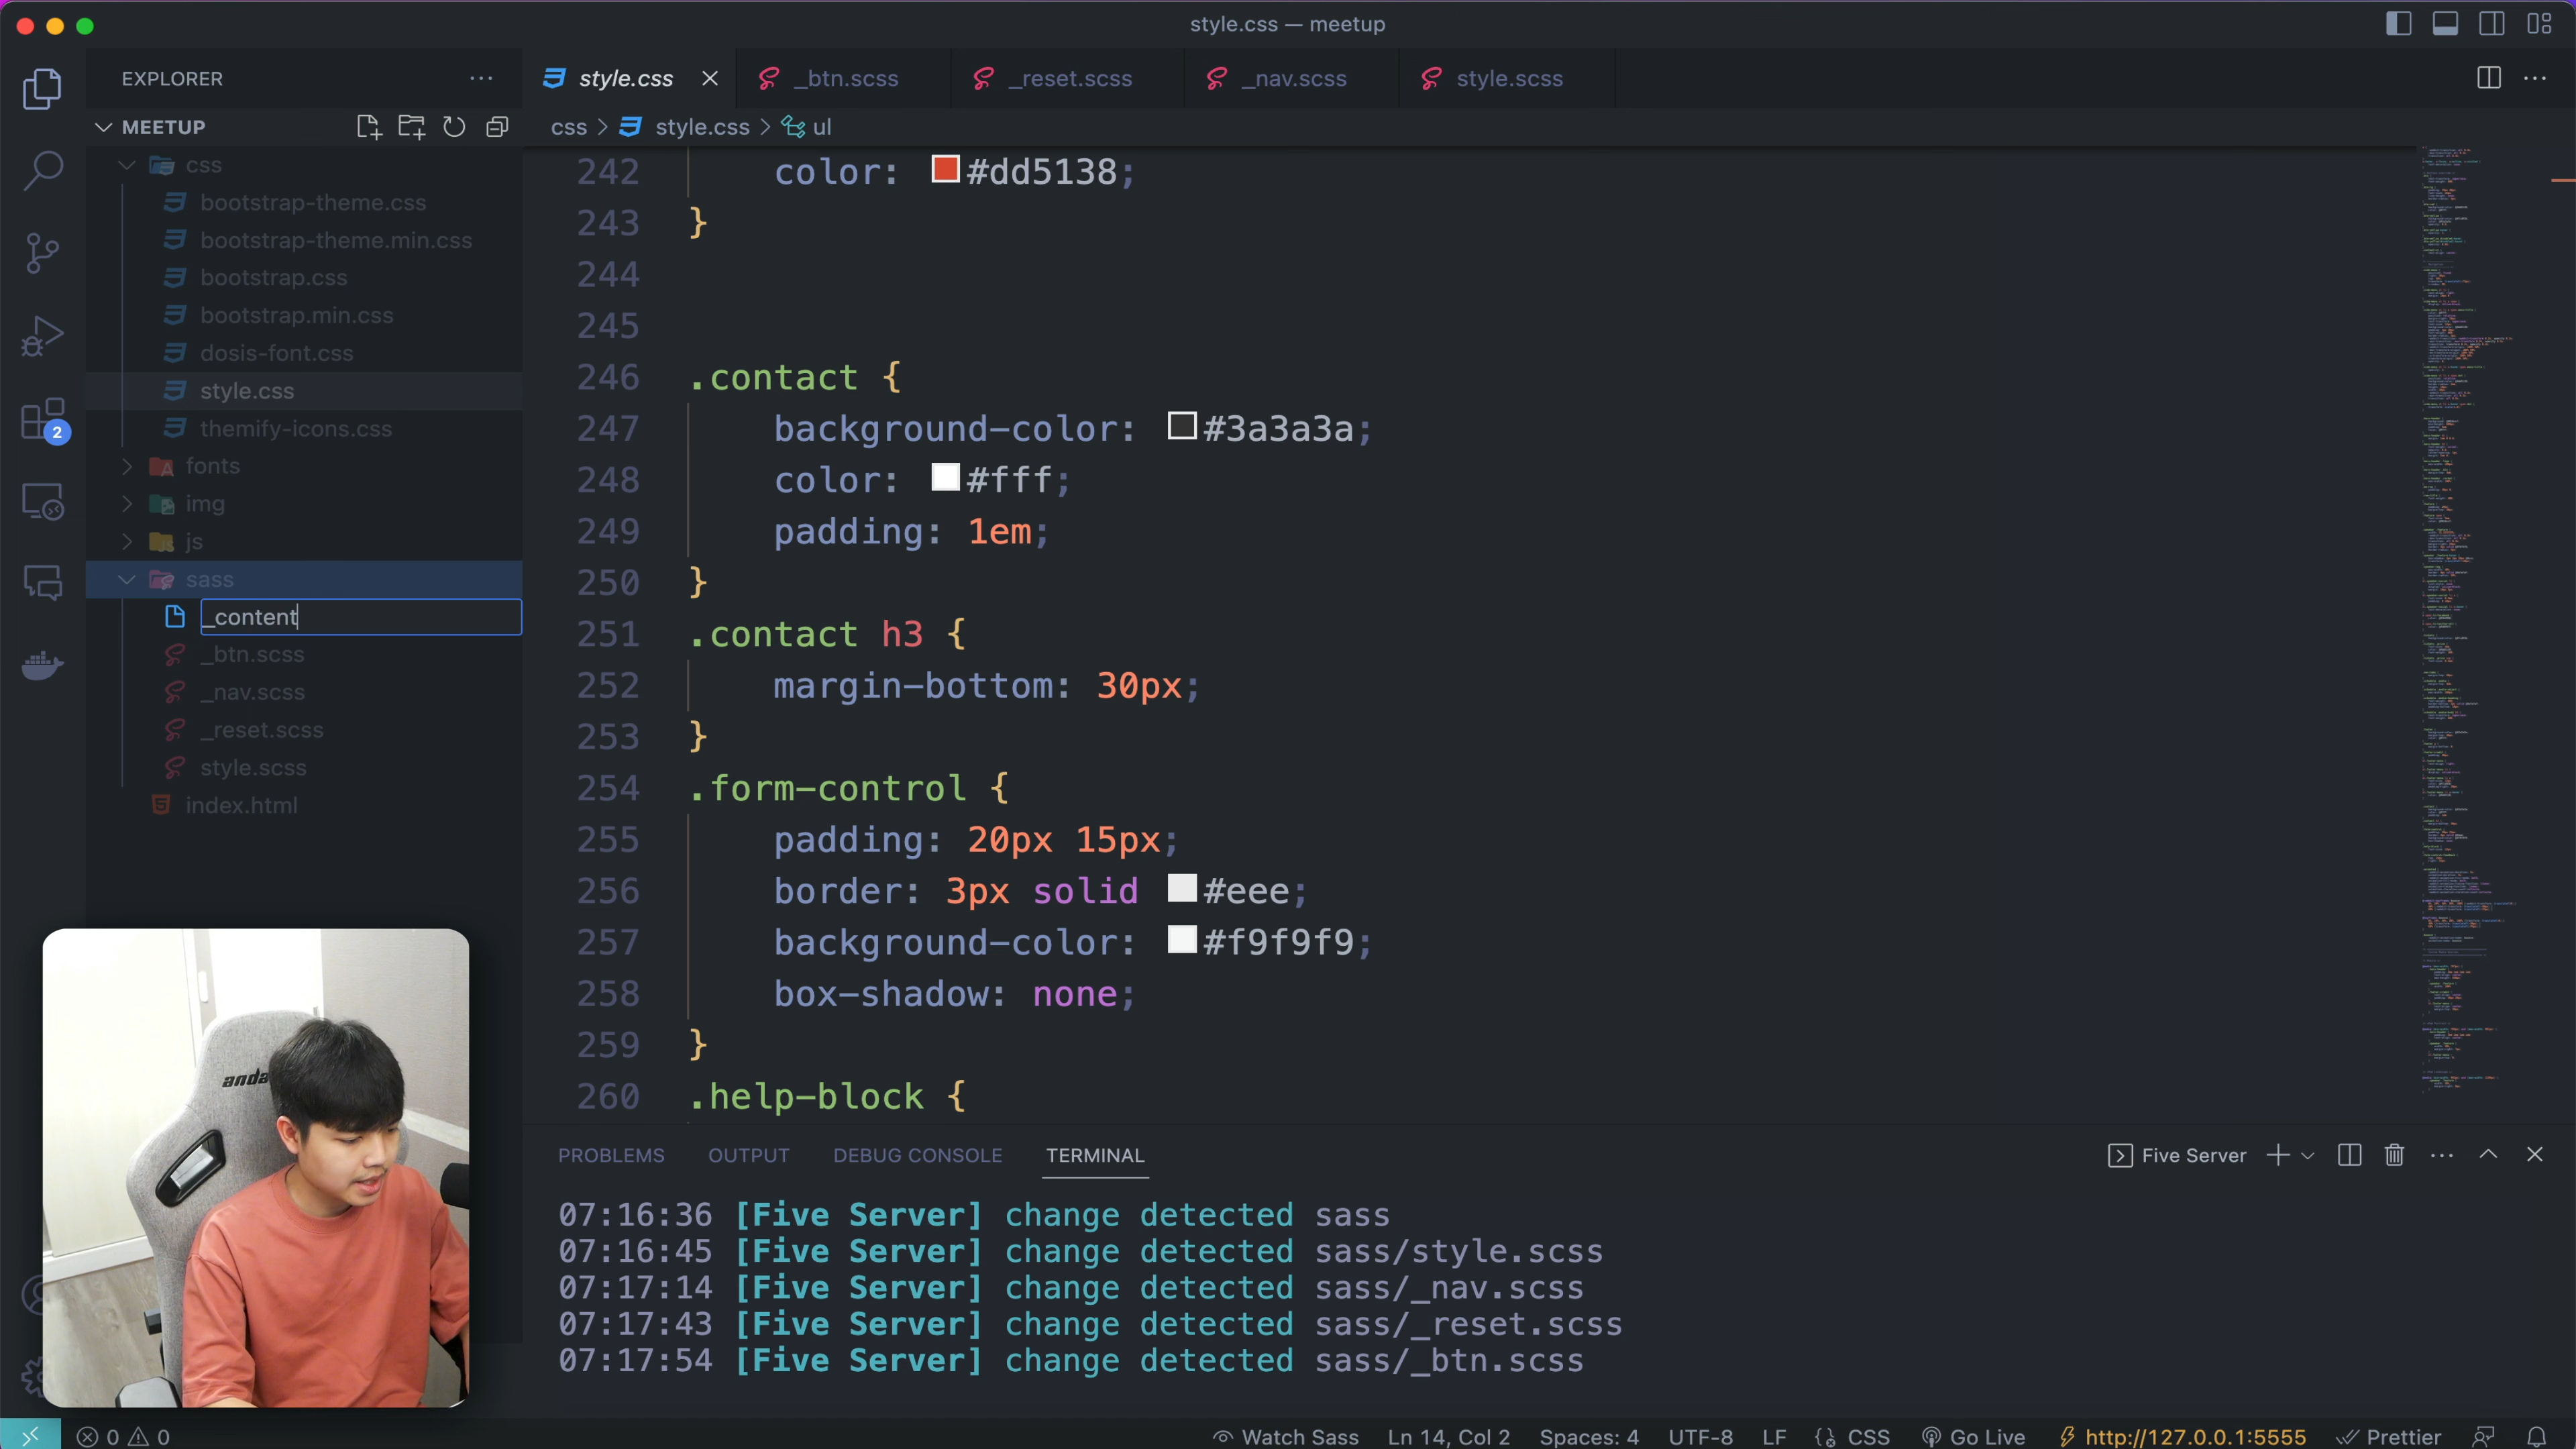 style.css — meetup
EXPLORER
style.css
_btn.scss
_reset.scss
_nav.scss
style.scss
MEETUP
css > style.css > ul
css
bootstrap-theme.css
bootstrap-theme.min.css
bootstrap.css
bootstrap.min.css
dosis-font.css
style.css
themify-icons.css
fonts
img
js
sass
_content
_btn.scss
_nav.scss
_reset.scss
style.scss
index.html
2
242 color: #dd5138;
243 }
244
245
246 .contact {
247 background-color: #3a3a3a;
248 color: #fff;
249 padding: 1em;
250 }
251 .contact h3 {
252 margin-bottom: 30px;
253 }
254 .form-control {
255 padding: 20px 15px;
256 border: 3px solid #eee;
257 background-color: #f9f9f9;
258 box-shadow: none;
259 }
260 .help-block {
PROBLEMS OUTPUT DEBUG CONSOLE TERMINAL
Five Server
07:16:36 [Five Server] change detected sass
07:16:45 [Five Server] change detected sass/style.scss
07:17:14 [Five Server] change detected sass/_nav.scss
07:17:43 [Five Server] change detected sass/_reset.scss
07:17:54 [Five Server] change detected sass/_btn.scss
anda
0 0 Watch Sass Ln 14, Col 2 Spaces: 4 UTF-8 LF CSS Go Live http://127.0.0.1:5555 Prettier